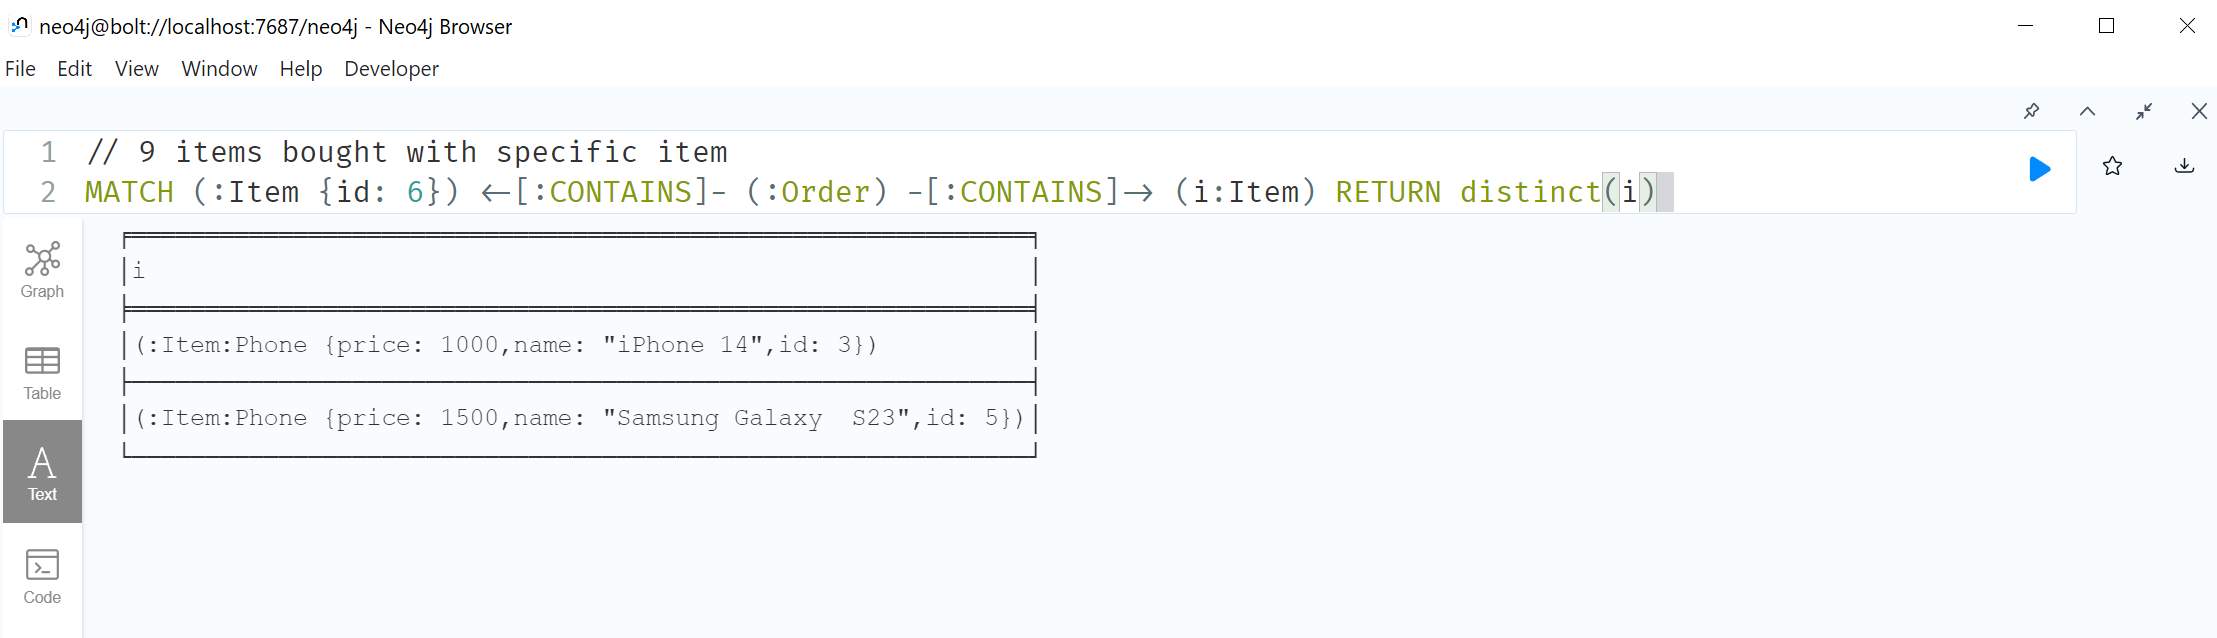 neo4j@bolt://localhost:7687/neo4j - Neo4j Browser
File Edit View Window Help Developer
1 // 9 items bought with specific item
2 MATCH (:Item {id: 6}) <-[:CONTAINS]- (:Order) -[:CONTAINS]-> (i:Item) RETURN distinct(i)
Graph
Table
A
Text
Code
i
(:Item:Phone {price: 1000,name: "iPhone 14",id: 3})
(:Item:Phone {price: 1500,name: "Samsung Galaxy  S23",id: 5})